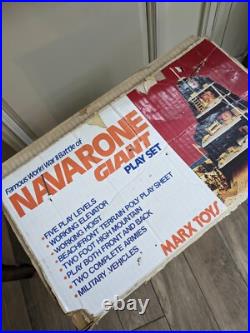 Famous World War II Battle of
NAVARONE
GIANT
PLAY SET
- FIVE PLAY LEVELS
- WORKING ELEVATOR
- WORKING HOIST
- BEACHFRONT TERRAIN POLY PLAY SHEET
- TWO FOOT HIGH MOUNTAIN
- PLAY BOTH FRONT AND BACK
- TWO COMPLETE ARMIES
- MILITARY VEHICLES
MARX TOYS